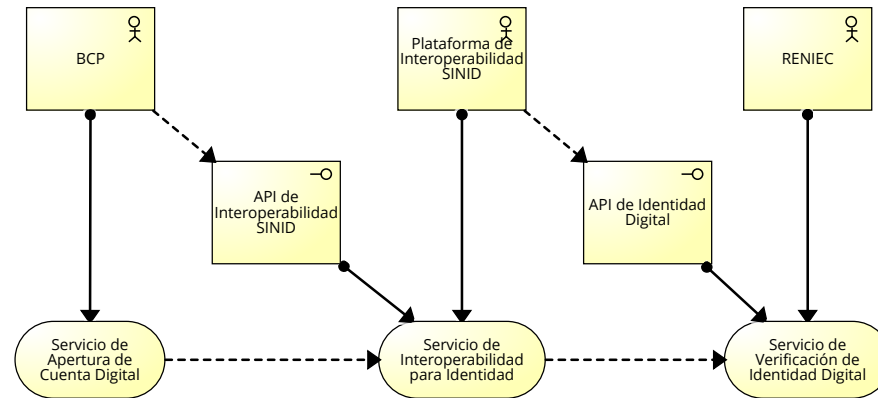 BCP
Plataforma de
Interoperabilidad
SINID
RENIEC
API de
Interoperabilidad
SINID
API de Identidad
Digital
Servicio de
Apertura de
Cuenta Digital
Servicio de
Interoperabilidad
para Identidad
Servicio de
Verificación de
Identidad Digital